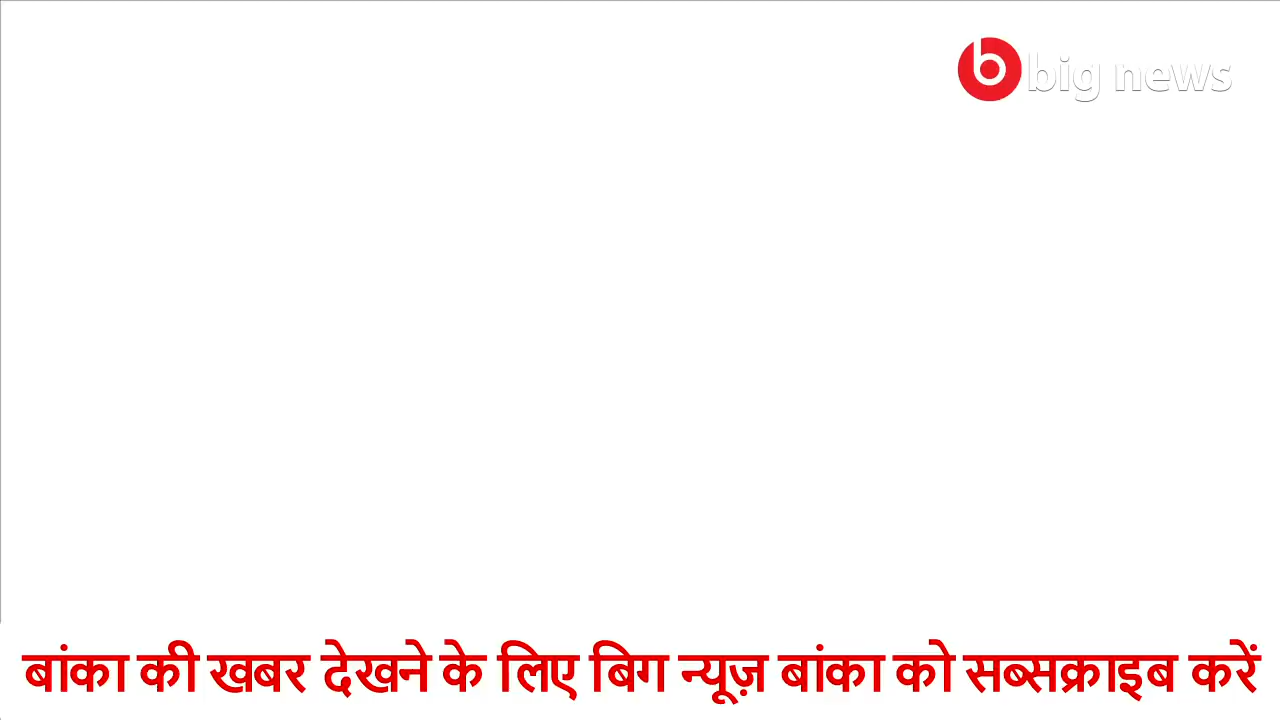 big news
बांका की खबर देखने के लिए बिग न्यूज़ बांका को सब्सक्राइब करें